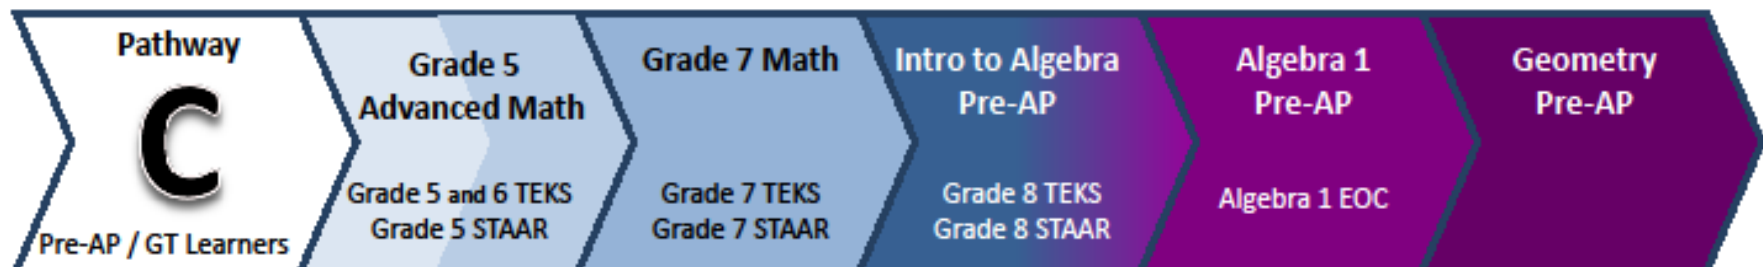 Pathway
C
Pre-AP / GT Learners
Grade 5
Advanced Math
Grade 5 and 6 TEKS
Grade 5 STAAR
Grade 7 Math
Grade 7 TEKS
Grade 7 STAAR
Intro to Algebra
Pre-AP
Grade 8 TEKS
Grade 8 STAAR
Algebra 1
Pre-AP
Algebra 1 EOC
Geometry
Pre-AP